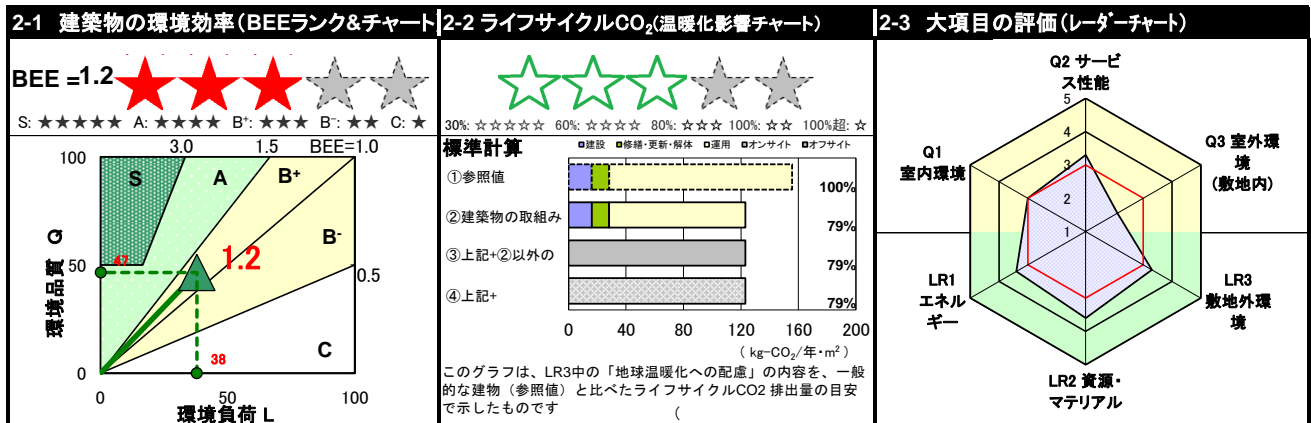 2-1 建築物の環境効率(BEEランク&チャート
BEE =1.2
S: ★★★★★ A: ★★★★ B⁺: ★★★ B⁻: ★★ C: ★
3.0 1.5 BEE=1.0
100
S A B⁺
B⁻
環境品質 Q
50
47
1.2
0.5
C
38
0
0 50 100
環境負荷 L
2-2 ライフサイクルCO₂(温暖化影響チャート)
30%: ☆☆☆☆☆ 60%: ☆☆☆☆ 80%: ☆☆☆ 100%: ☆☆ 100%超: ☆
標準計算
建設 修繕・更新・解体 運用 オンサイト オフサイト
①参照値 100%
②建築物の取組み 79%
③上記+②以外の 79%
④上記+ 79%
0 40 80 120 160 200
( kg-CO₂/年・m² )
このグラフは、LR3中の「地球温暖化への配慮」の内容を、一般
的な建物(参照値)と比べたライフサイクルCO2 排出量の目安
で示したものです (
2-3 大項目の評価(レーダーチャート)
Q2 サービ
ス性能
5
4
3
2
1
Q1
室内環境
Q3 室外環
境
(敷地内)
LR1
エネル
ギー
LR3
敷地外環
境
LR2 資源・
マテリアル